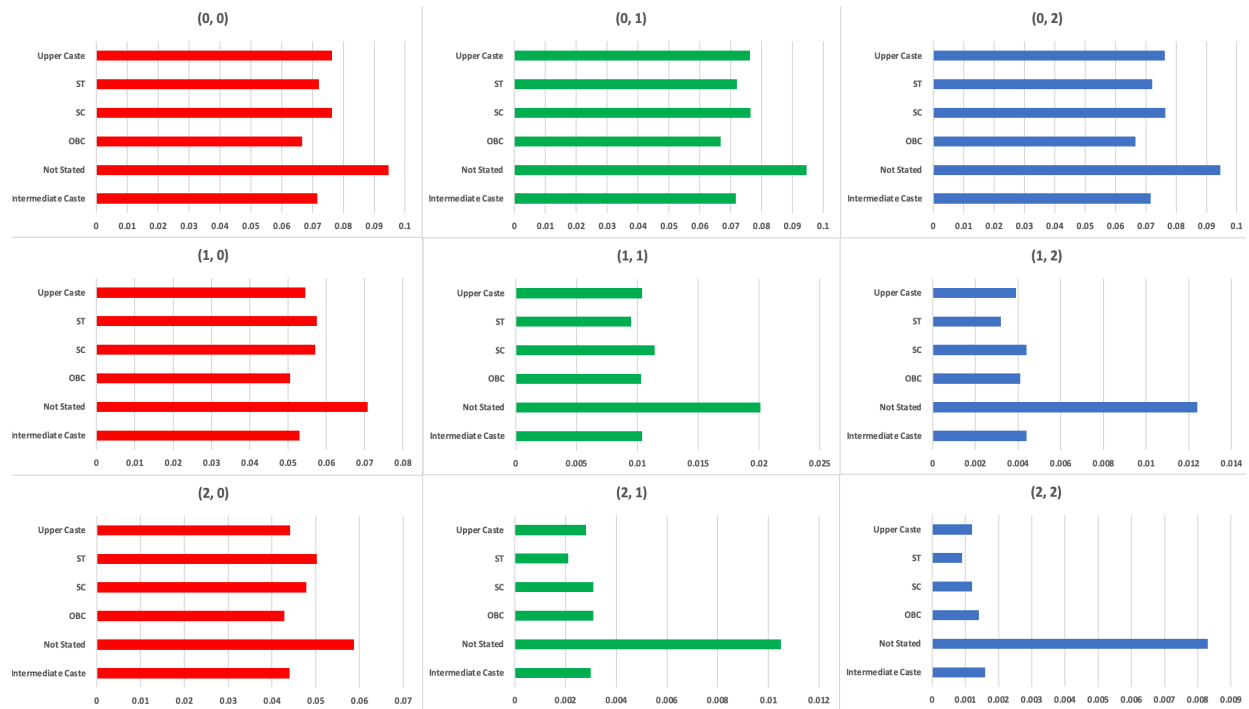 (0, 0)
Upper Caste
ST
SC
OBC
Not Stated
Intermediate Caste
0 0.01 0.02 0.03 0.04 0.05 0.06 0.07 0.08 0.09 0.1
(0, 1)
Upper Caste
ST
SC
OBC
Not Stated
Intermediate Caste
0 0.01 0.02 0.03 0.04 0.05 0.06 0.07 0.08 0.09 0.1
(0, 2)
Upper Caste
ST
SC
OBC
Not Stated
Intermediate Caste
0 0.01 0.02 0.03 0.04 0.05 0.06 0.07 0.08 0.09 0.1
(1, 0)
Upper Caste
ST
SC
OBC
Not Stated
Intermediate Caste
0 0.01 0.02 0.03 0.04 0.05 0.06 0.07 0.08
(1, 1)
Upper Caste
ST
SC
OBC
Not Stated
Intermediate Caste
0 0.005 0.01 0.015 0.02 0.025
(1, 2)
Upper Caste
ST
SC
OBC
Not Stated
Intermediate Caste
0 0.002 0.004 0.006 0.008 0.01 0.012 0.014
(2, 0)
Upper Caste
ST
SC
OBC
Not Stated
Intermediate Caste
0 0.01 0.02 0.03 0.04 0.05 0.06 0.07
(2, 1)
Upper Caste
ST
SC
OBC
Not Stated
Intermediate Caste
0 0.002 0.004 0.006 0.008 0.01 0.012
(2, 2)
Upper Caste
ST
SC
OBC
Not Stated
Intermediate Caste
0 0.001 0.002 0.003 0.004 0.005 0.006 0.007 0.008 0.009